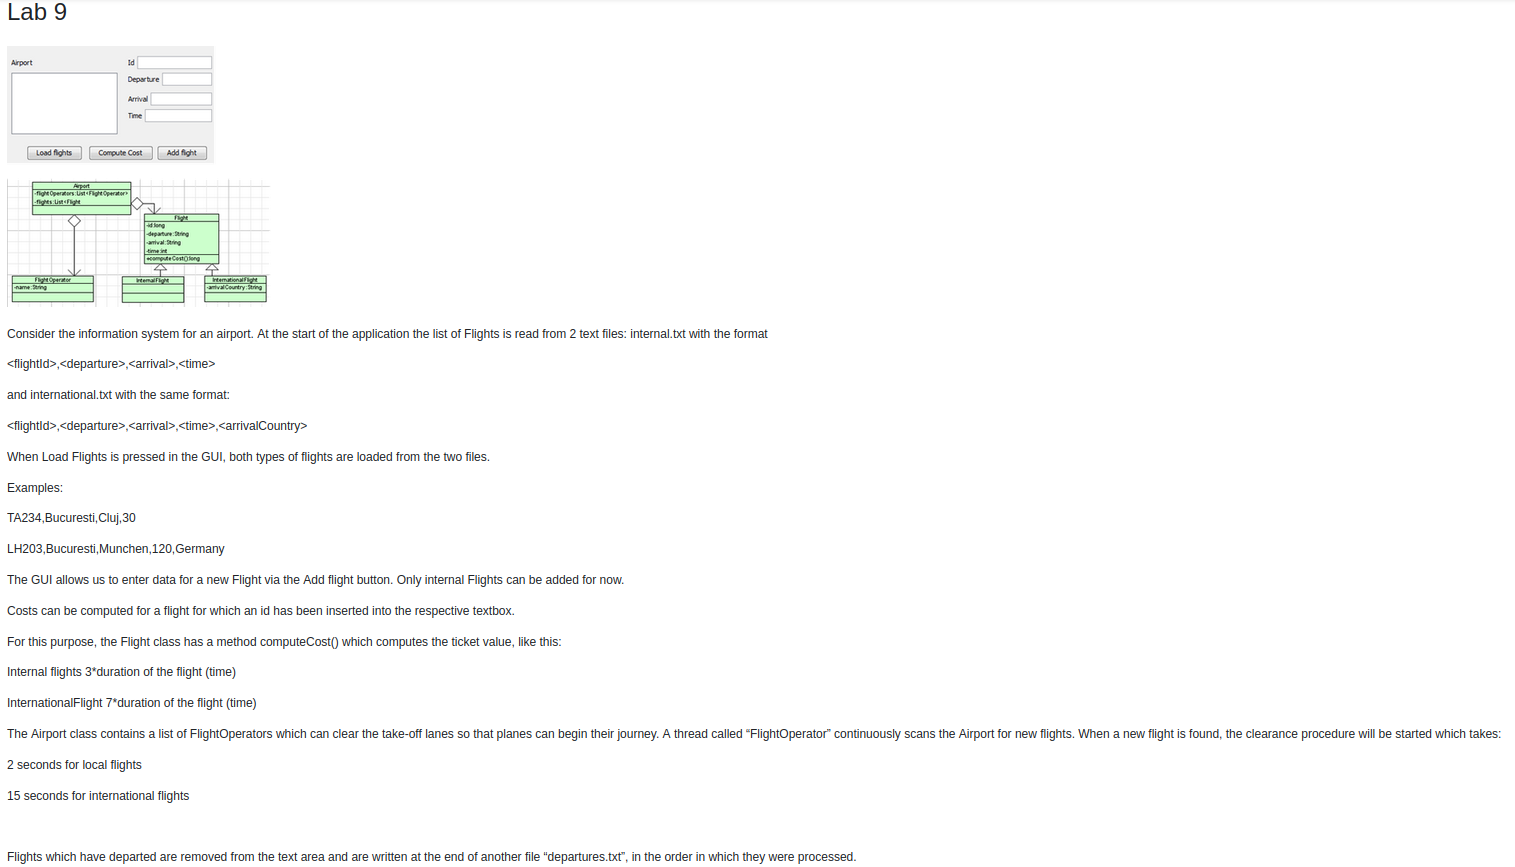 Lab 9
Airport
Id
Departure
Arrival
Time
Load flights
Compute Cost
Add flight
Airport
-flightOperators:List<FlightOperator>
-flights:List<Flight
Flight
-id:long
-departure:String
-arrival:String
-time:int
+computeCost():long
FlightOperator
-name:String
InternalFlight
InternationalFlight
-arrivalCountry:String
Consider the information system for an airport. At the start of the application the list of Flights is read from 2 text files: internal.txt with the format
<flightId>,<departure>,<arrival>,<time>
and international.txt with the same format:
<flightId>,<departure>,<arrival>,<time>,<arrivalCountry>
When Load Flights is pressed in the GUI, both types of flights are loaded from the two files.
Examples:
TA234,Bucuresti,Cluj,30
LH203,Bucuresti,Munchen,120,Germany
The GUI allows us to enter data for a new Flight via the Add flight button. Only internal Flights can be added for now.
Costs can be computed for a flight for which an id has been inserted into the respective textbox.
For this purpose, the Flight class has a method computeCost() which computes the ticket value, like this:
Internal flights 3*duration of the flight (time)
InternationalFlight 7*duration of the flight (time)
The Airport class contains a list of FlightOperators which can clear the take-off lanes so that planes can begin their journey. A thread called “FlightOperator” continuously scans the Airport for new flights. When a new flight is found, the clearance procedure will be started which takes:
2 seconds for local flights
15 seconds for international flights
Flights which have departed are removed from the text area and are written at the end of another file “departures.txt”, in the order in which they were processed.